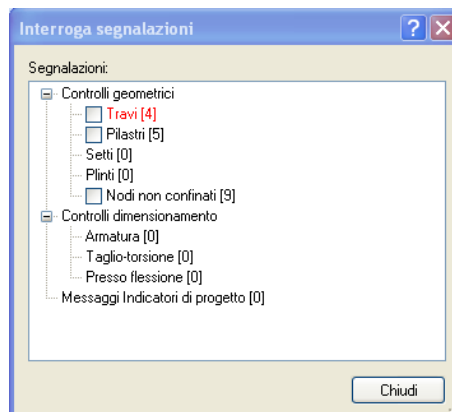 Interroga segnalazioni
Segnalazioni:
Controlli geometrici
Travi [4]
Pilastri [5]
Setti [0]
Plinti [0]
Nodi non confinati [9]
Controlli dimensionamento
Armatura [0]
Taglio-torsione [0]
Presso flessione [0]
Messaggi Indicatori di progetto [0]
Chiudi